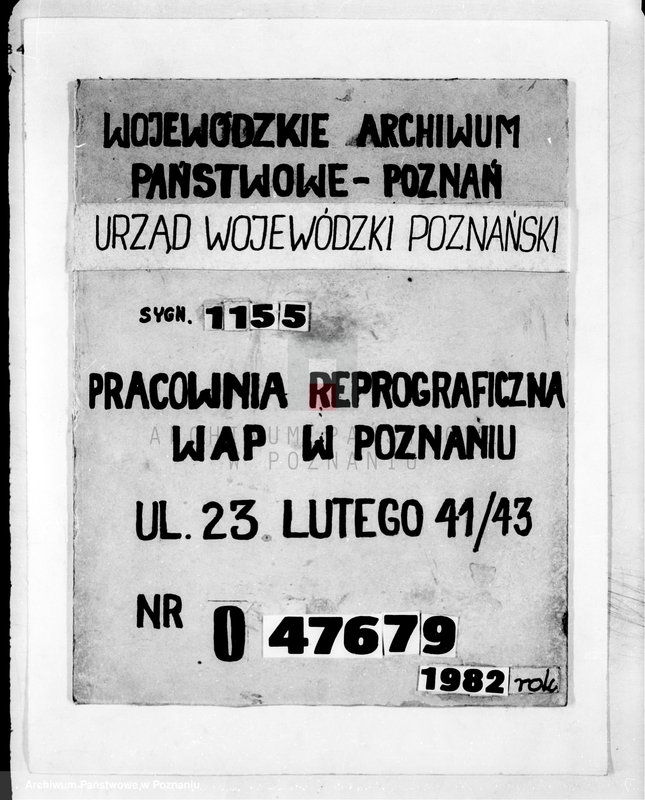 WOJEWÓDZKIE ARCHIWUM
PAŃSTWOWE - POZNAŃ
URZĄD WOJEWÓDZKI POZNAŃSKI
SYGN. 1155
PRACOWNIA REPROGRAFICZNA
WAP W POZNANIU
UL. 23 LUTEGO 41/43
NR 0 47679
1982 rok
Archiwum Państwowe w Poznaniu